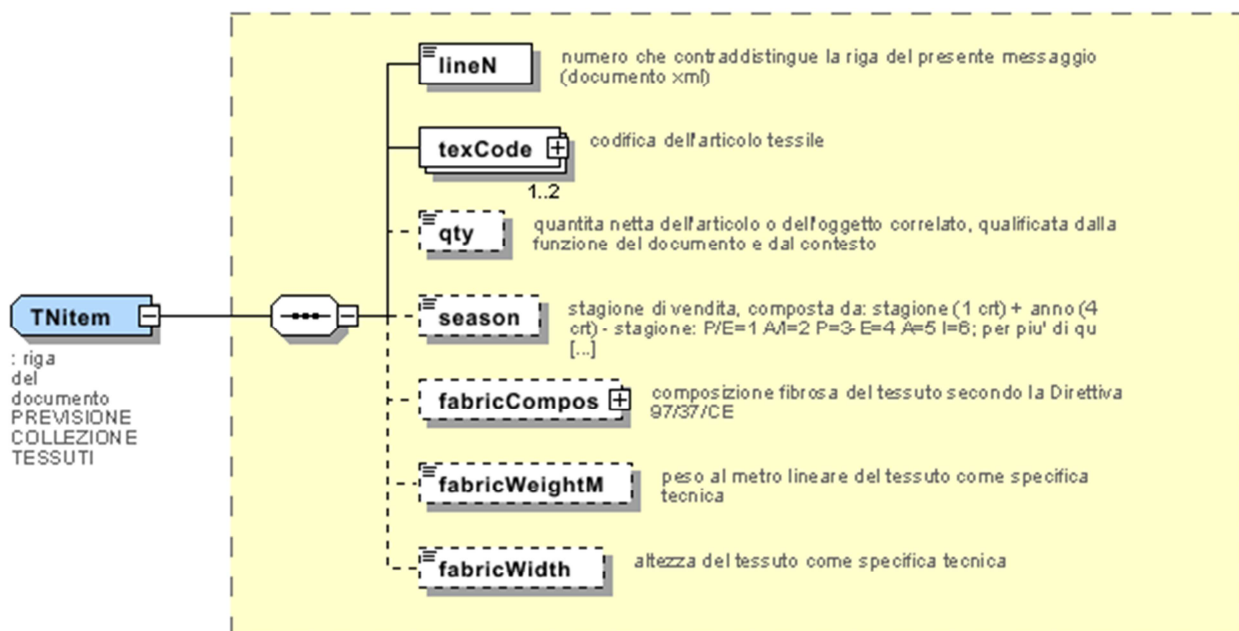 lineN
numero che contraddistingue la riga del presente messaggio
(documento xml)
texCode
codifica dell'articolo tessile
1..2
qty
quantita netta dell'articolo o dell'oggetto correlato, qualificata dalla
funzione del documento e dal contesto
TNitem
: riga
del
documento
PREVISIONE
COLLEZIONE
TESSUTI
season
stagione di vendita, composta da: stagione (1 crt) + anno (4
crt) - stagione: P/E=1 A/I=2 P=3 E=4 A=5 I=6; per piu' di qu
[...]
fabricCompos
composizione fibrosa del tessuto secondo la Direttiva
97/37/CE
fabricWeightM
peso al metro lineare del tessuto come specifica
tecnica
fabricWidth
altezza del tessuto come specifica tecnica